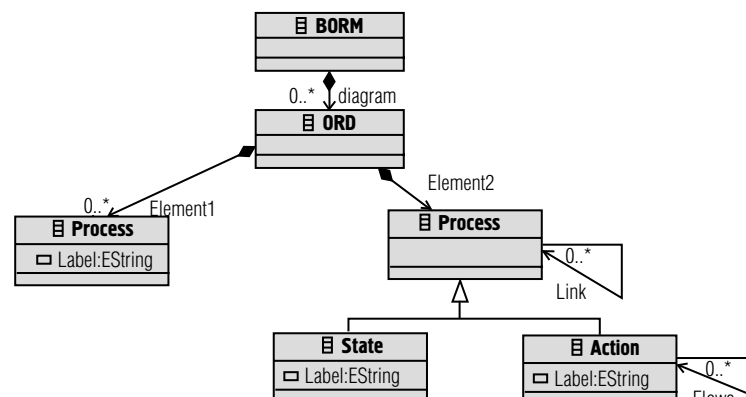 BORM
0..* diagram
ORD
Element2
0..* Element1
Process
Process
Label:EString
0..*
Link
State
Action
Label:EString
Label:EString
0..*
Flows